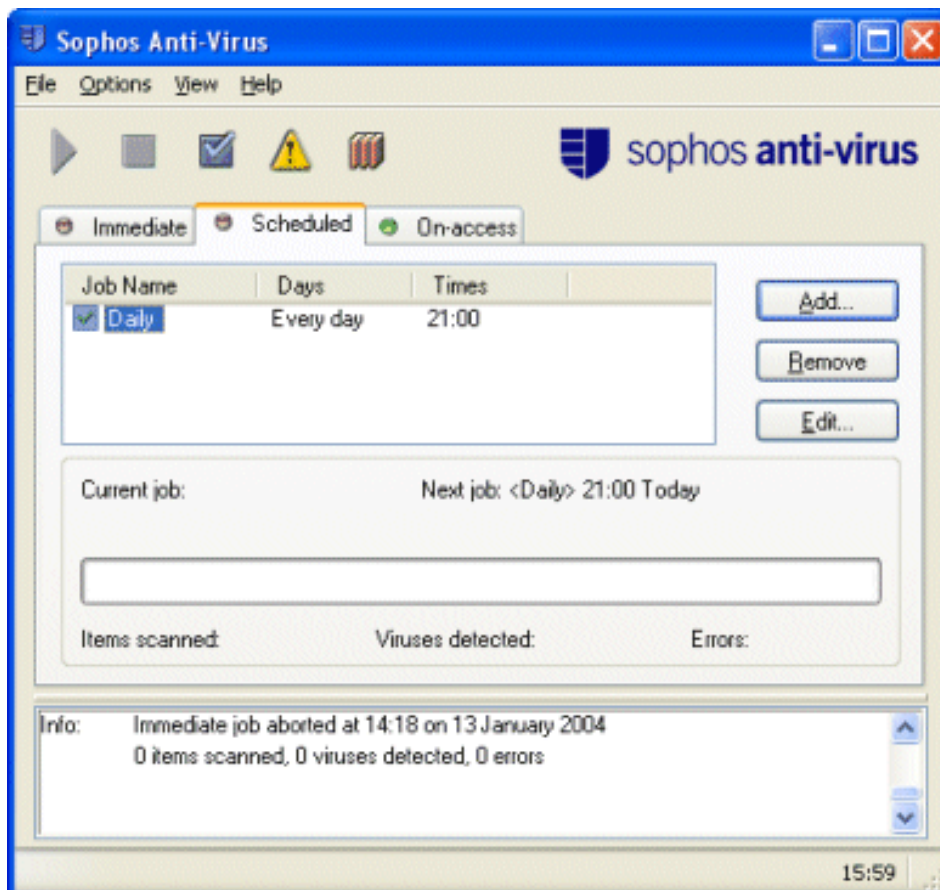 Sophos Anti-Virus
File Options View Help
sophos anti-virus
Immediate Scheduled On-access
Job Name Days Times
Daily Every day 21:00
Add...
Remove
Edit...
Current job: Next job: <Daily> 21:00 Today
Items scanned: Viruses detected: Errors:
Info: Immediate job aborted at 14:18 on 13 January 2004
0 items scanned, 0 viruses detected, 0 errors
15:59